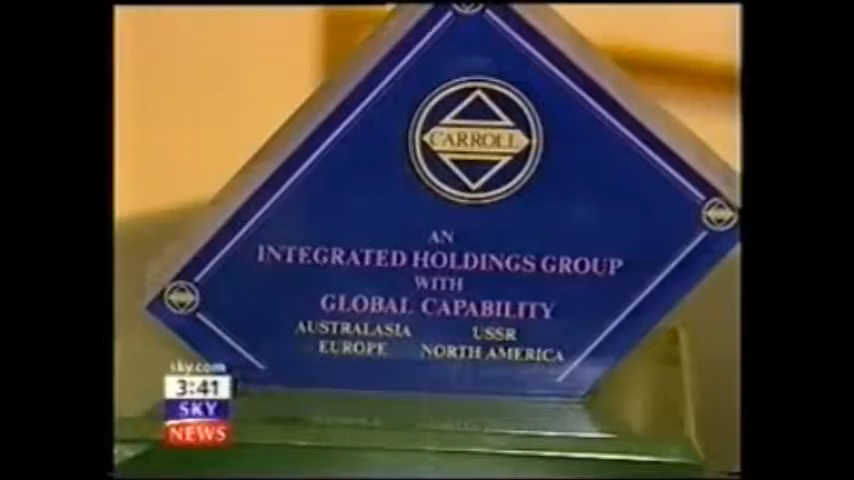 CARROLL
AN
INTEGRATED HOLDINGS GROUP
WITH
GLOBAL CAPABILITY
AUSTRALASIA USSR
EUROPE NORTH AMERICA
sky.com
3:41
SKY
NEWS